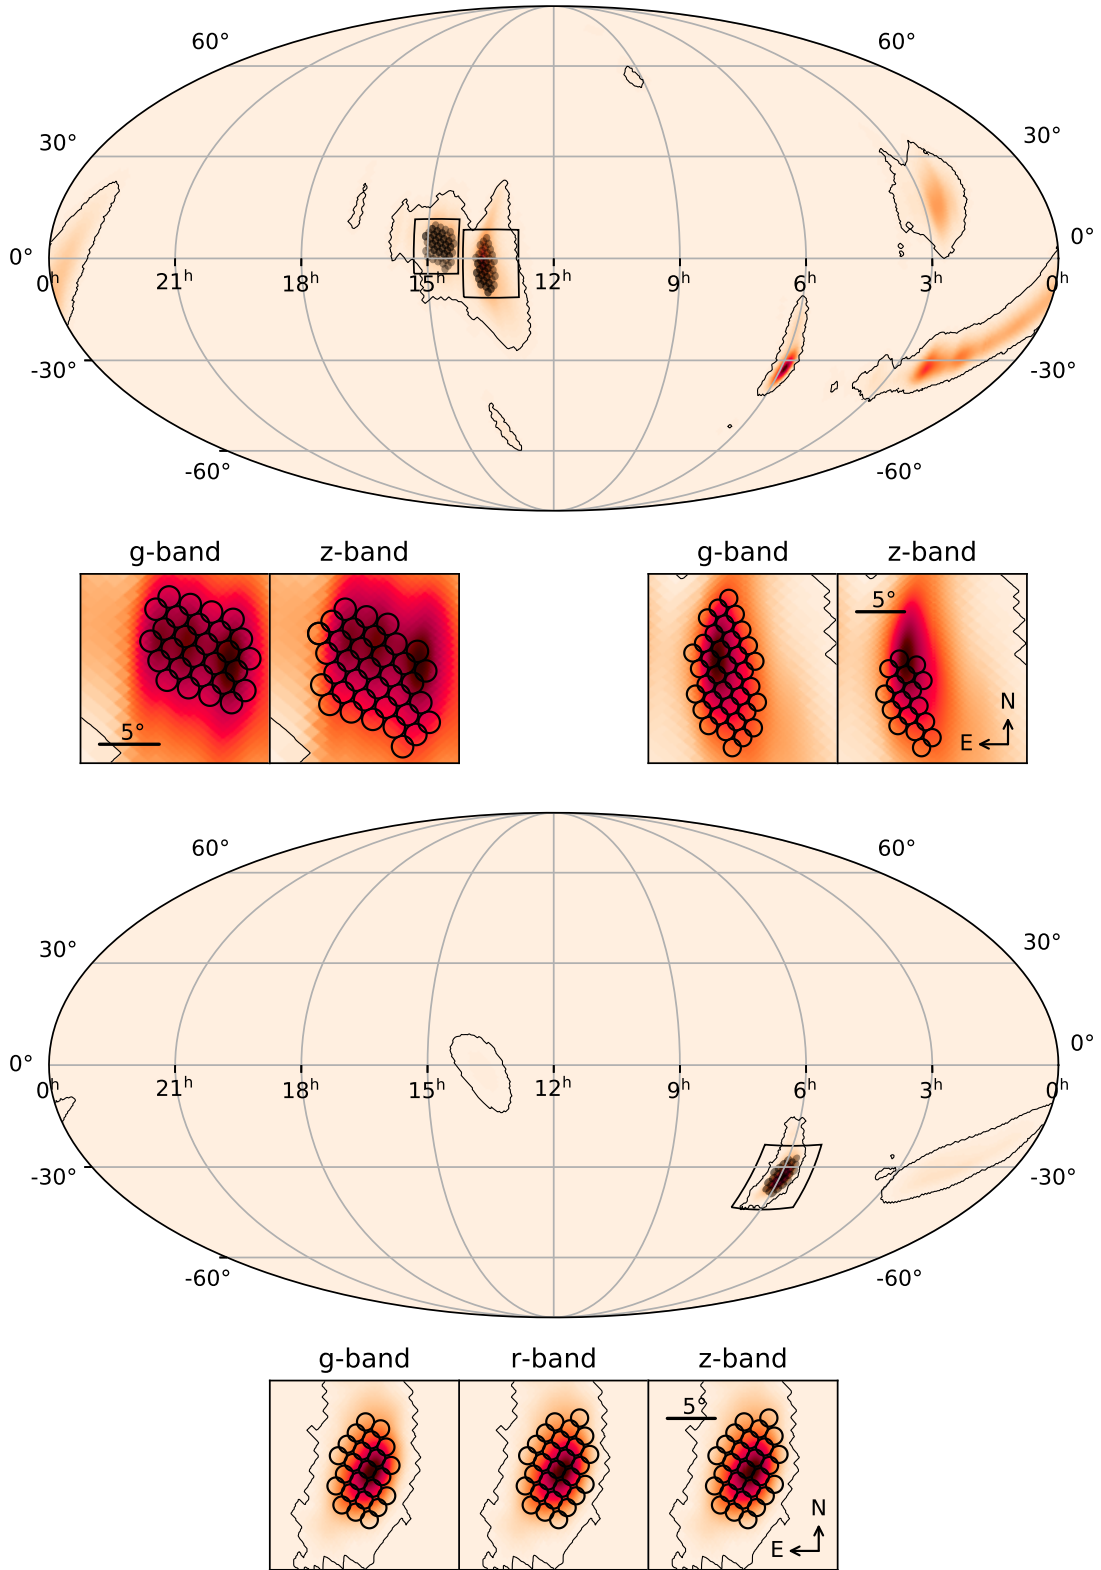 60° 60°
30° 30°
0° 0°
0ʰ 21ʰ 18ʰ 15ʰ 12ʰ 9ʰ 6ʰ 3ʰ 0ʰ
-30° -30°
-60° -60°
g-band z-band g-band z-band
5°
N
E
5°
60° 60°
30° 30°
0° 0°
0ʰ 21ʰ 18ʰ 15ʰ 12ʰ 9ʰ 6ʰ 3ʰ 0ʰ
-30° -30°
-60° -60°
g-band r-band z-band
5°
N
E